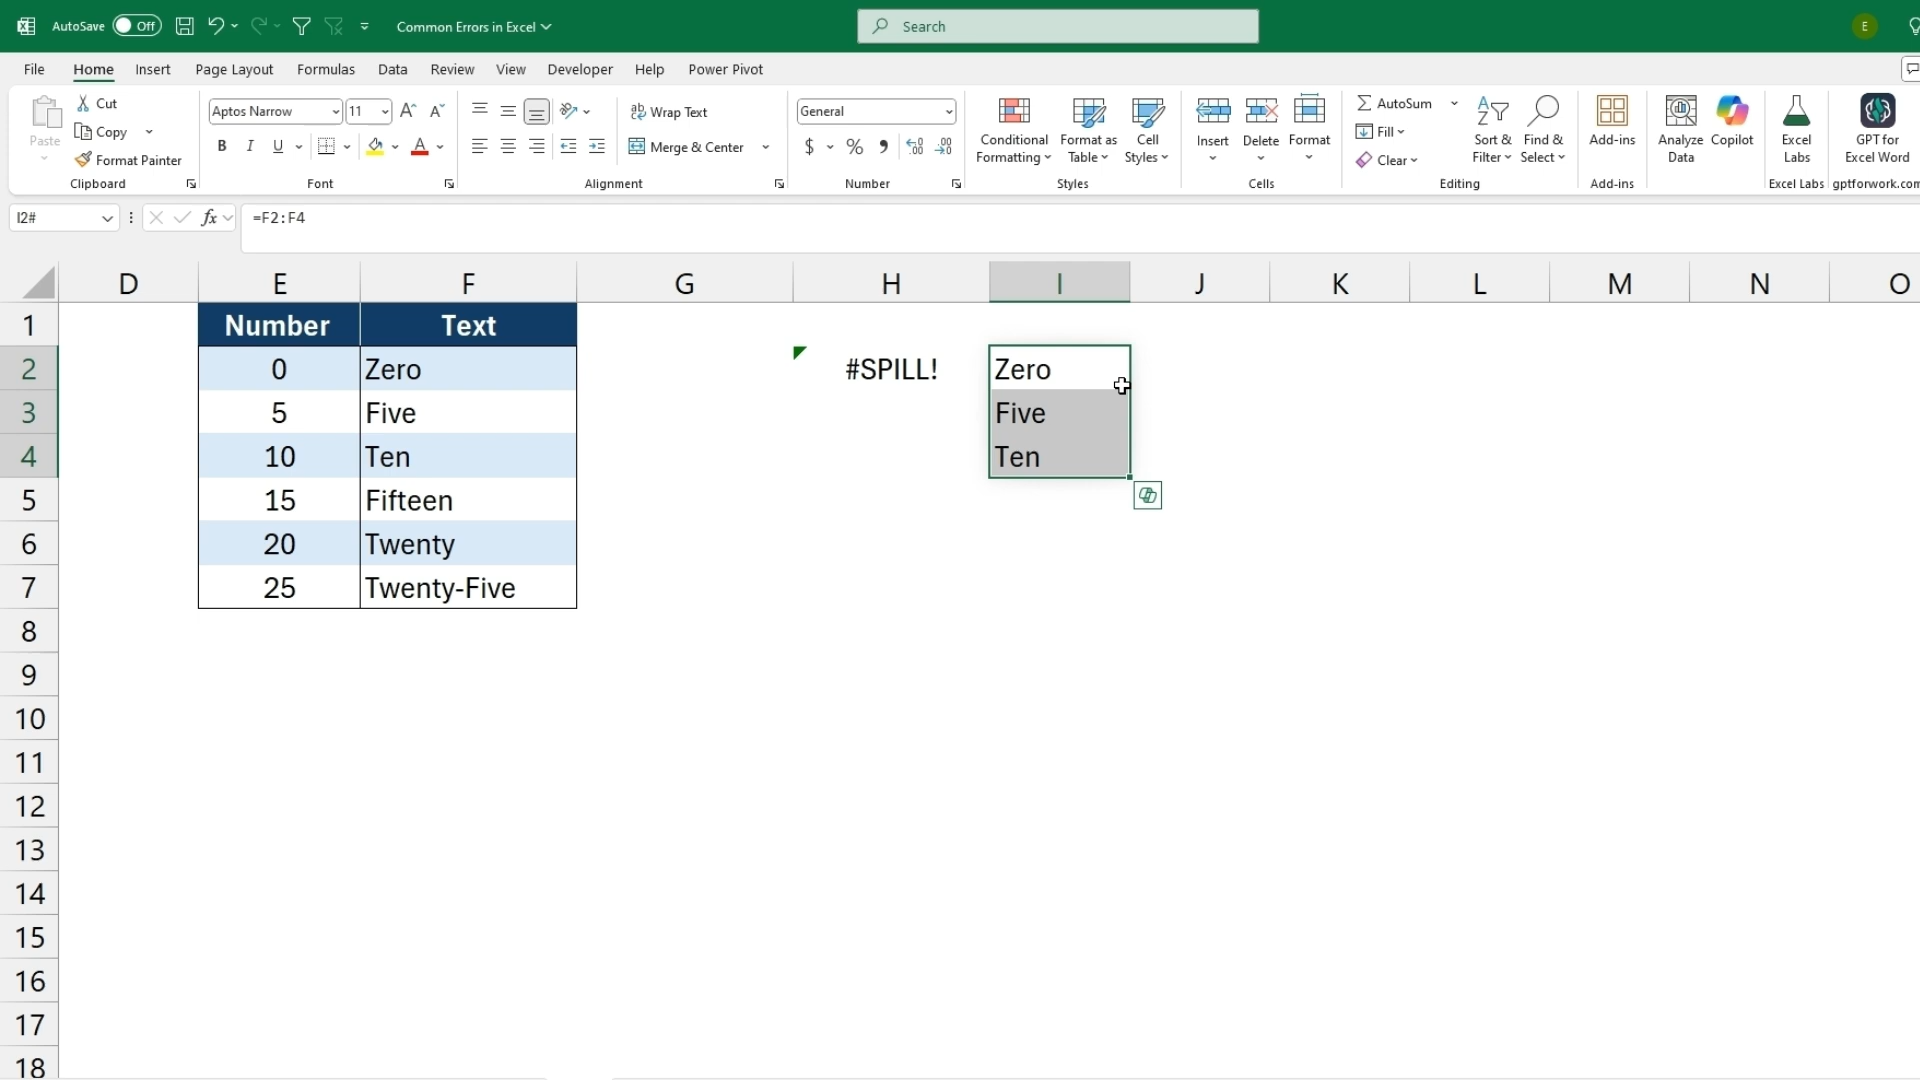 AutoSave Off Common Errors in Excel Search E
File Home Insert Page Layout Formulas Data Review View Developer Help Power Pivot
Paste Cut Copy Format Painter Clipboard
Aptos Narrow 11 A A B I U A Font
ab Wrap Text Merge & Center Alignment
General $ % 9 .00 Number
Conditional Formatting Format as Table Cell Styles Styles
Insert Delete Format Cells
AutoSum Fill Clear Sort & Filter Find & Select Editing
Add-ins Add-ins
Analyze Data Copilot
Excel Labs Excel Labs
GPT for Excel Word gptforwork.com
I2# fx =F2:F4
D E F G H I J K L M N O
1 Number Text
2 0 Zero #SPILL! Zero
3 5 Five Five
4 10 Ten Ten
5 15 Fifteen
6 20 Twenty
7 25 Twenty-Five
8
9
10
11
12
13
14
15
16
17
18